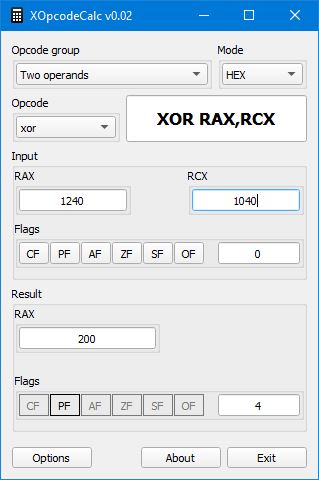 XOpcodeCalc v0.02
Opcode group Mode
Two operands HEX
Opcode
xor XOR RAX,RCX
Input
RAX RCX
1240 1040
Flags
CF PF AF ZF SF OF 0
Result
RAX
200
Flags
CF PF AF ZF SF OF 4
Options About Exit